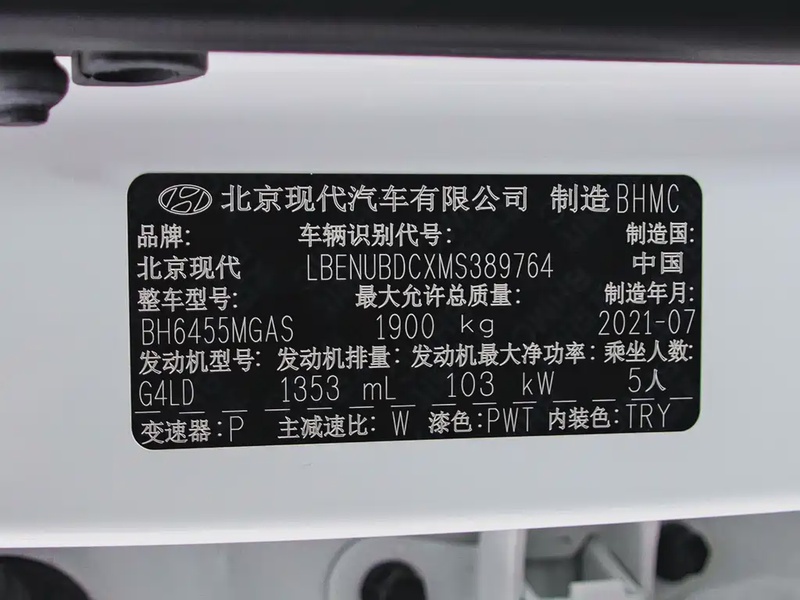 北京现代汽车有限公司 制造 BHMC
品牌: 车辆识别代号: 制造国:
北京现代 LBENUBDCXMS389764 中国
整车型号: 最大允许总质量: 制造年月:
BH6455MGAS 1900 kg 2021-07
发动机型号: 发动机排量: 发动机最大净功率: 乘坐人数:
G4LD 1353 mL 103 kW 5人
变速器: P 主减速比: W 漆色: PWT 内装色: TRY